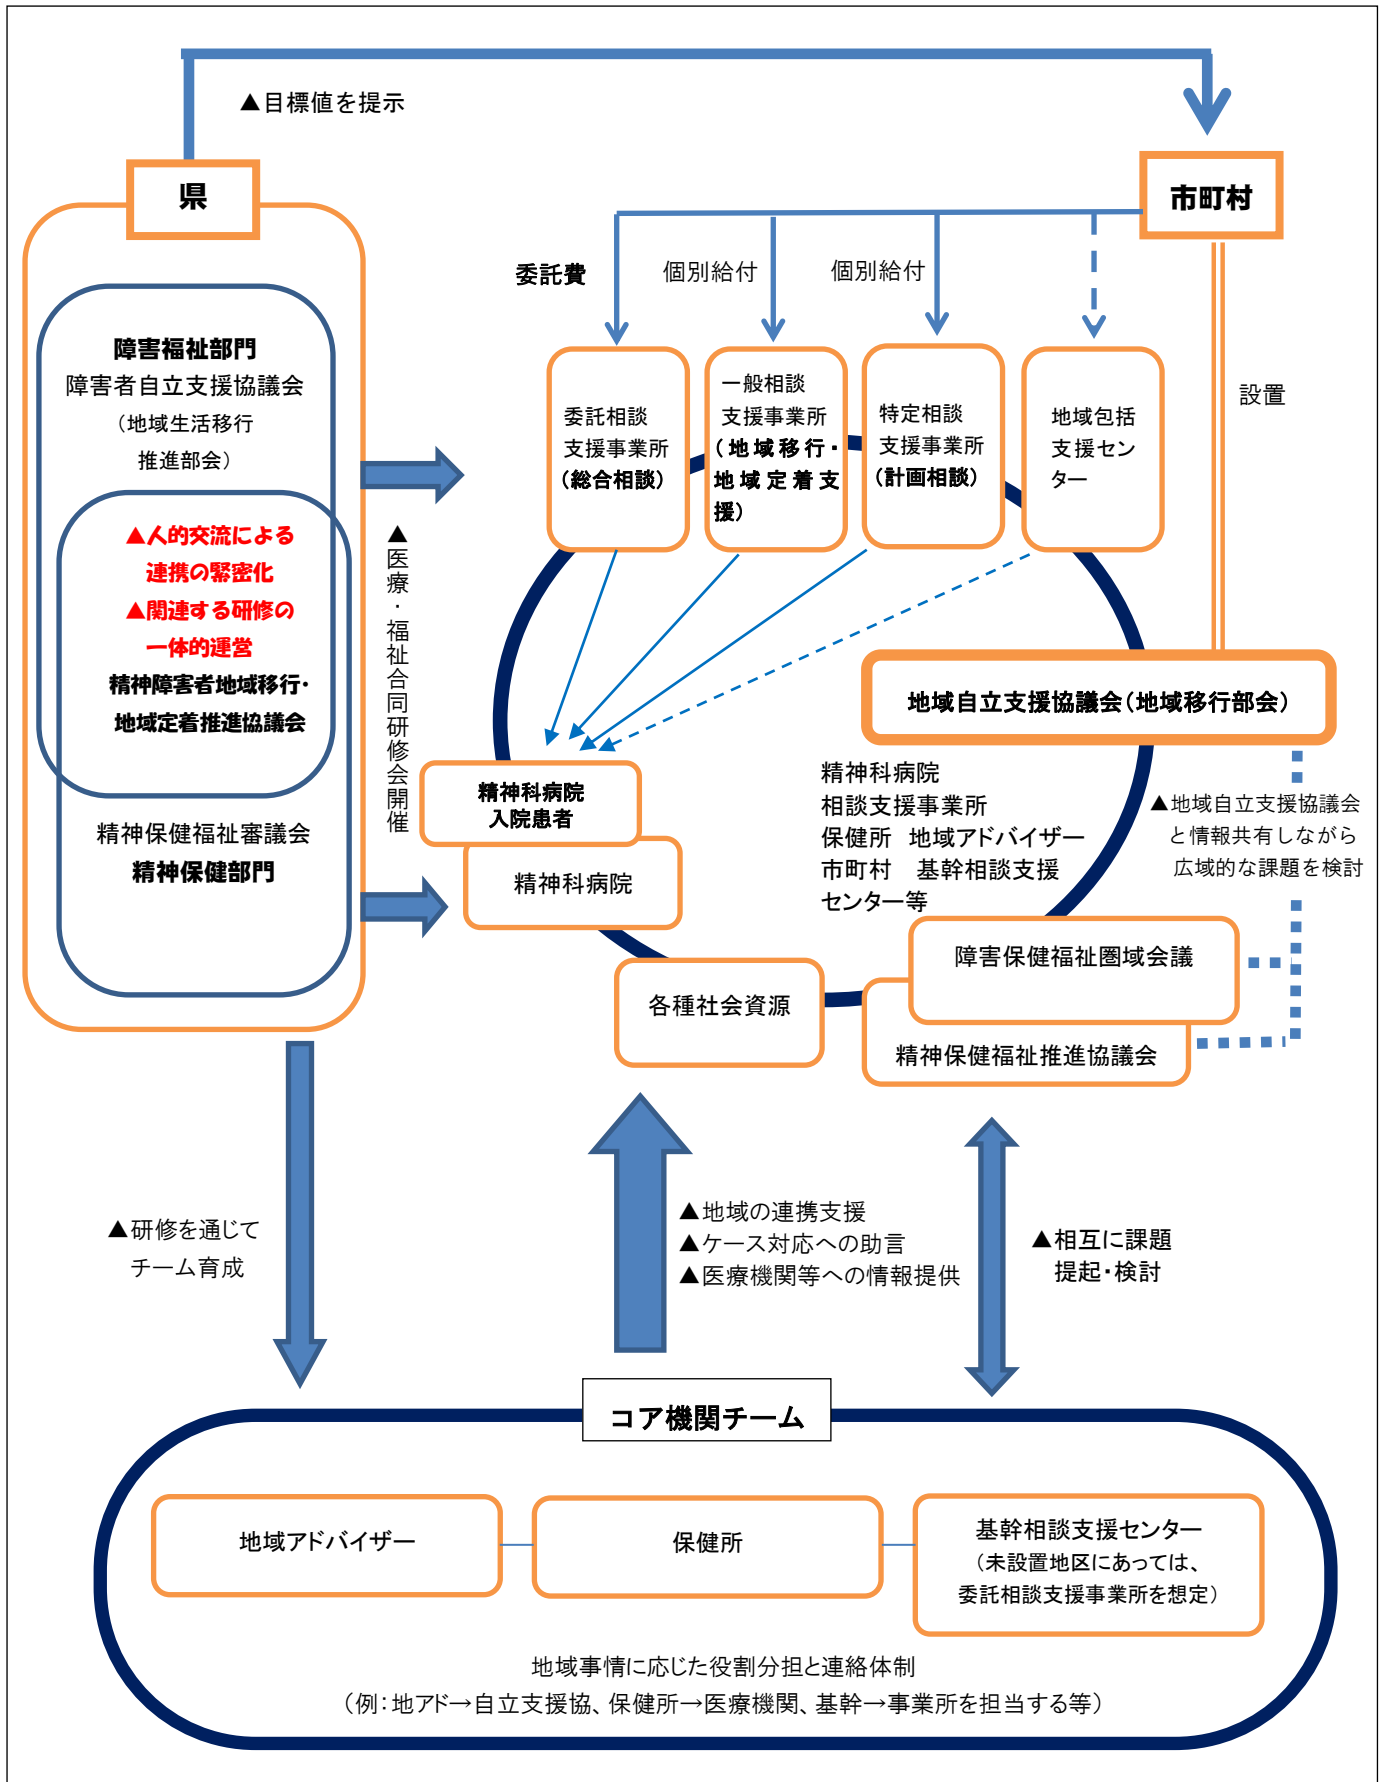 ▲目標値を提示
県
市町村
委託費
個別給付
個別給付
設置
障害福祉部門
障害者自立支援協議会
（地域生活移行
推進部会）
▲人的交流による
連携の緊密化
▲関連する研修の
一体的運営
精神障害者地域移行・
地域定着推進協議会
精神保健福祉審議会
精神保健部門
▲医療・福祉合同研修会開催
委託相談
支援事業所
（総合相談）
一般相談
支援事業所
（地域移行・
地域定着支
援）
特定相談
支援事業所
（計画相談）
地域包括
支援セン
ター
地域自立支援協議会（地域移行部会）
精神科病院
入院患者
精神科病院
精神科病院
相談支援事業所
保健所　地域アドバイザー
市町村　基幹相談支援
センター等
▲地域自立支援協議会
と情報共有しながら
広域的な課題を検討
障害保健福祉圏域会議
各種社会資源
精神保健福祉推進協議会
▲研修を通じて
チーム育成
▲地域の連携支援
▲ケース対応への助言
▲医療機関等への情報提供
▲相互に課題
提起・検討
コア機関チーム
地域アドバイザー
保健所
基幹相談支援センター
（未設置地区にあっては、
委託相談支援事業所を想定）
地域事情に応じた役割分担と連絡体制
（例：地アド→自立支援協、保健所→医療機関、基幹→事業所を担当する等）